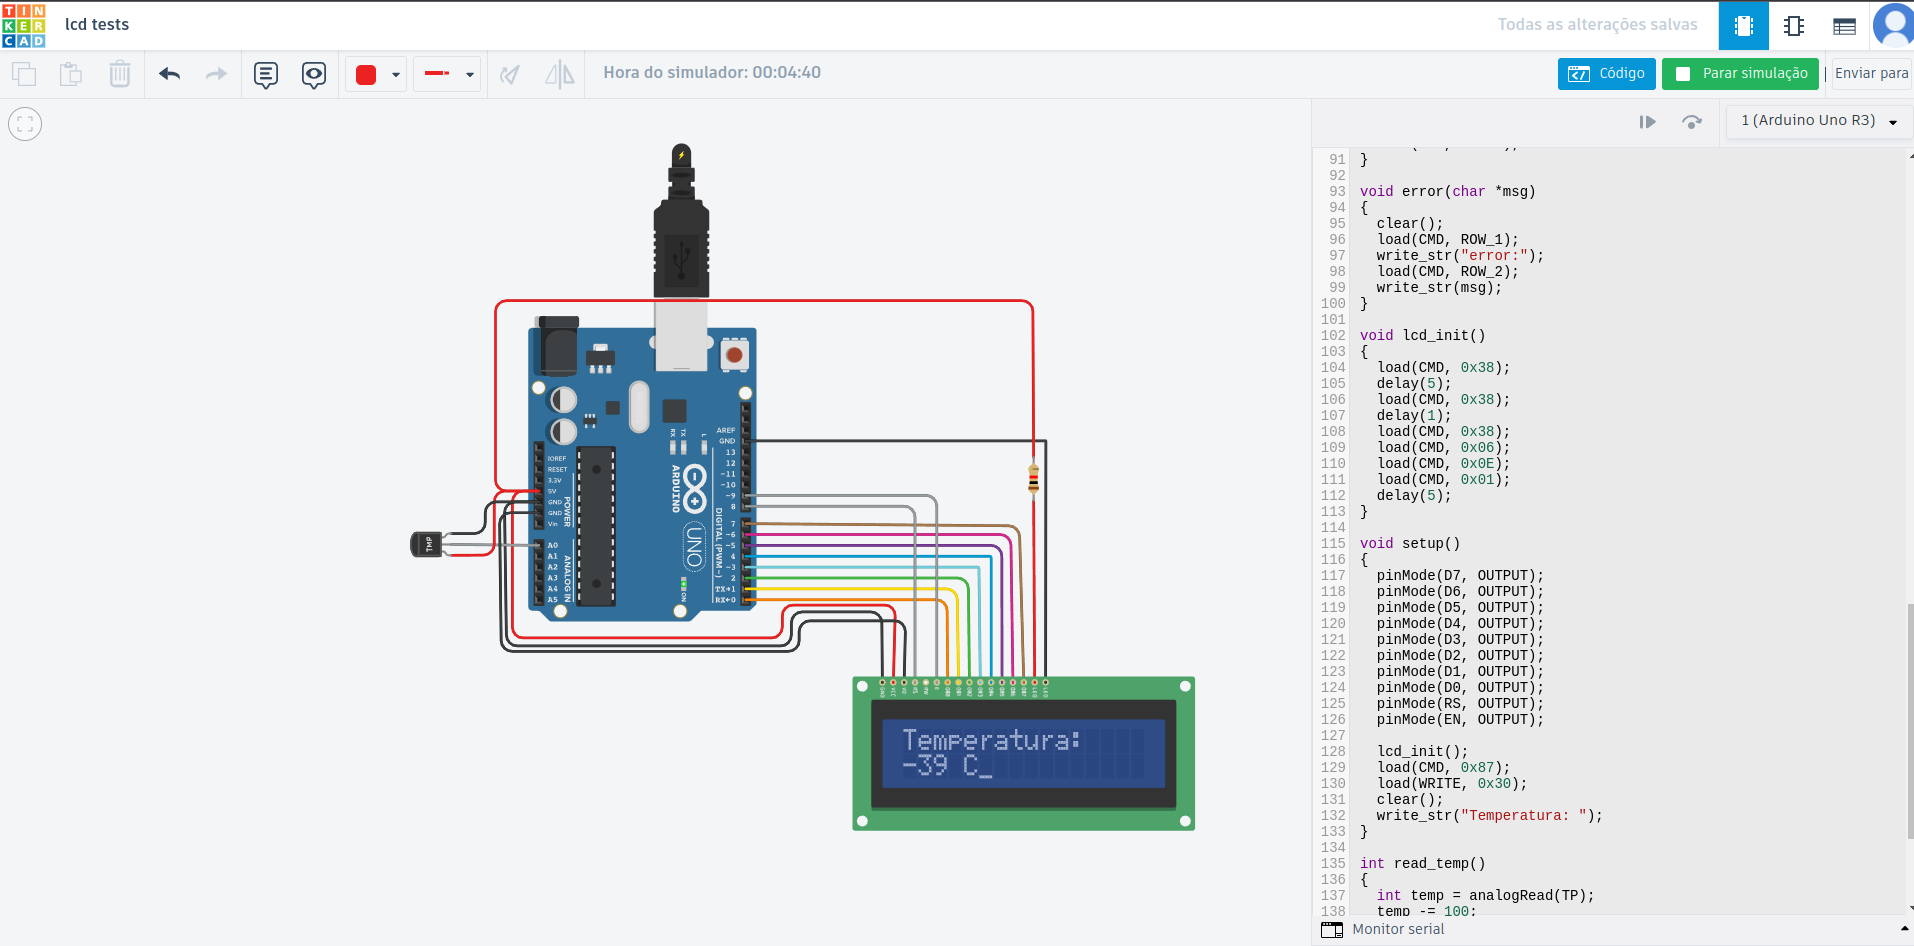 TIN
KER
CAD
lcd tests
Todas as alterações salvas
Hora do simulador: 00:04:40
Código
Parar simulação
Enviar para
1 (Arduino Uno R3)
AREF
GND
13
12
~11
~10
~9
8
7
~6
~5
4
~3
2
TX→1
RX←0
DIGITAL (PWM~)
RX
TX
L
ARDUINO
UNO
ON
IOREF
RESET
3.3V
5V
GND
GND
Vin
POWER
A0
A1
A2
A3
A4
A5
ANALOG IN
TMP
Temperatura:
-39 C_
91 }
92
93 void error(char *msg)
94 {
95 clear();
96 load(CMD, ROW_1);
97 write_str("error:");
98 load(CMD, ROW_2);
99 write_str(msg);
100 }
101
102 void lcd_init()
103 {
104 load(CMD, 0x38);
105 delay(5);
106 load(CMD, 0x38);
107 delay(1);
108 load(CMD, 0x38);
109 load(CMD, 0x06);
110 load(CMD, 0x0E);
111 load(CMD, 0x01);
112 delay(5);
113 }
114
115 void setup()
116 {
117 pinMode(D7, OUTPUT);
118 pinMode(D6, OUTPUT);
119 pinMode(D5, OUTPUT);
120 pinMode(D4, OUTPUT);
121 pinMode(D3, OUTPUT);
122 pinMode(D2, OUTPUT);
123 pinMode(D1, OUTPUT);
124 pinMode(D0, OUTPUT);
125 pinMode(RS, OUTPUT);
126 pinMode(EN, OUTPUT);
127
128 lcd_init();
129 load(CMD, 0x87);
130 load(WRITE, 0x30);
131 clear();
132 write_str("Temperatura: ");
133 }
134
135 int read_temp()
136 {
137 int temp = analogRead(TP);
138 temp -= 100;
Monitor serial